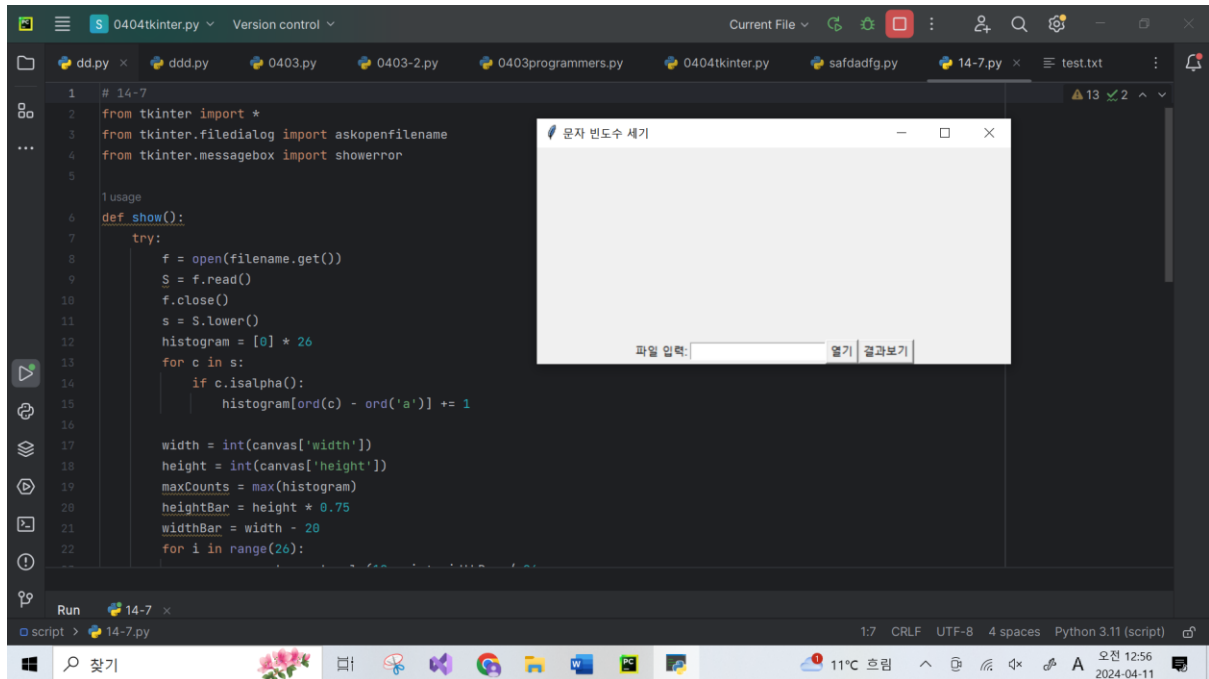 S 0404tkinter.py Version control Current File
dd.py ddd.py 0403.py 0403-2.py 0403programmers.py 0404tkinter.py safdadfg.py 14-7.py test.txt
13 2
1 # 14-7
2 from tkinter import *
3 from tkinter.filedialog import askopenfilename
4 from tkinter.messagebox import showerror
5
1 usage
6 def show():
7 try:
8 f = open(filename.get())
9 S = f.read()
10 f.close()
11 s = S.lower()
12 histogram = [0] * 26
13 for c in s:
14 if c.isalpha():
15 histogram[ord(c) - ord('a')] += 1
16
17 width = int(canvas['width'])
18 height = int(canvas['height'])
19 maxCounts = max(histogram)
20 heightBar = height * 0.75
21 widthBar = width - 20
22 for i in range(26):
문자 빈도수 세기
파일 입력: 열기 결과보기
Run 14-7
script > 14-7.py 1:7 CRLF UTF-8 4 spaces Python 3.11 (script)
찾기 11°C 흐림 A 오전 12:56
2024-04-11